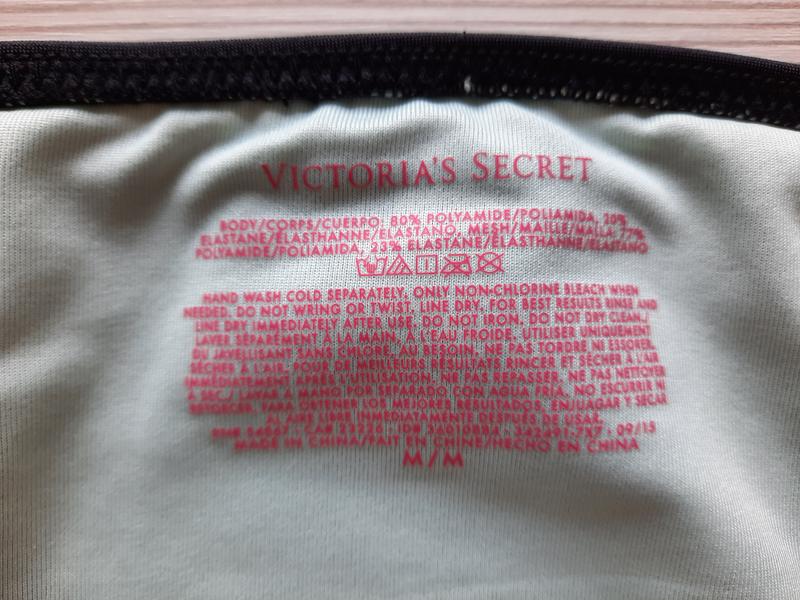 VICTORIA'S SECRET
BODY/CORPS/CUERPO, 80% POLYAMIDE/POLIAMIDA, 20%
ELASTANE/ÉLASTHANNE/ELASTANO, MESH/MAILLE/MALLA: 77%
POLYAMIDE/POLIAMIDA, 23% ELASTANE/ÉLASTHANNE/ELASTANO
HAND WASH COLD SEPARATELY. ONLY NON-CHLORINE BLEACH WHEN
NEEDED. DO NOT WRING OR TWIST. LINE DRY. FOR BEST RESULTS RINSE AND
LINE DRY IMMEDIATELY AFTER USE. DO NOT IRON. DO NOT DRY CLEAN./
LAVER SÉPARÉMENT À LA MAIN, À L'EAU FROIDE. UTILISER UNIQUEMENT
DU JAVELLISANT SANS CHLORE, AU BESOIN. NE PAS TORDRE NI ESSORER.
SÉCHER À L'AIR. POUR DE MEILLEURS RÉSULTATS, RINCER ET SÉCHER À L'AIR
IMMÉDIATEMENT APRÈS L'UTILISATION. NE PAS REPASSER. NE PAS NETTOYER
À SEC./ LAVAR A MANO POR SEPARADO CON AGUA FRÍA. NO ESCURRIR NI
RETORCER. PARA OBTENER LOS MEJORES RESULTADOS, ENJUAGAR Y SECAR
AL AIRE LIBRE INMEDIATAMENTE DESPUÉS DE USAR.
09/15
MADE IN CHINA/FAIT EN CHINE/HECHO EN CHINA
M/M